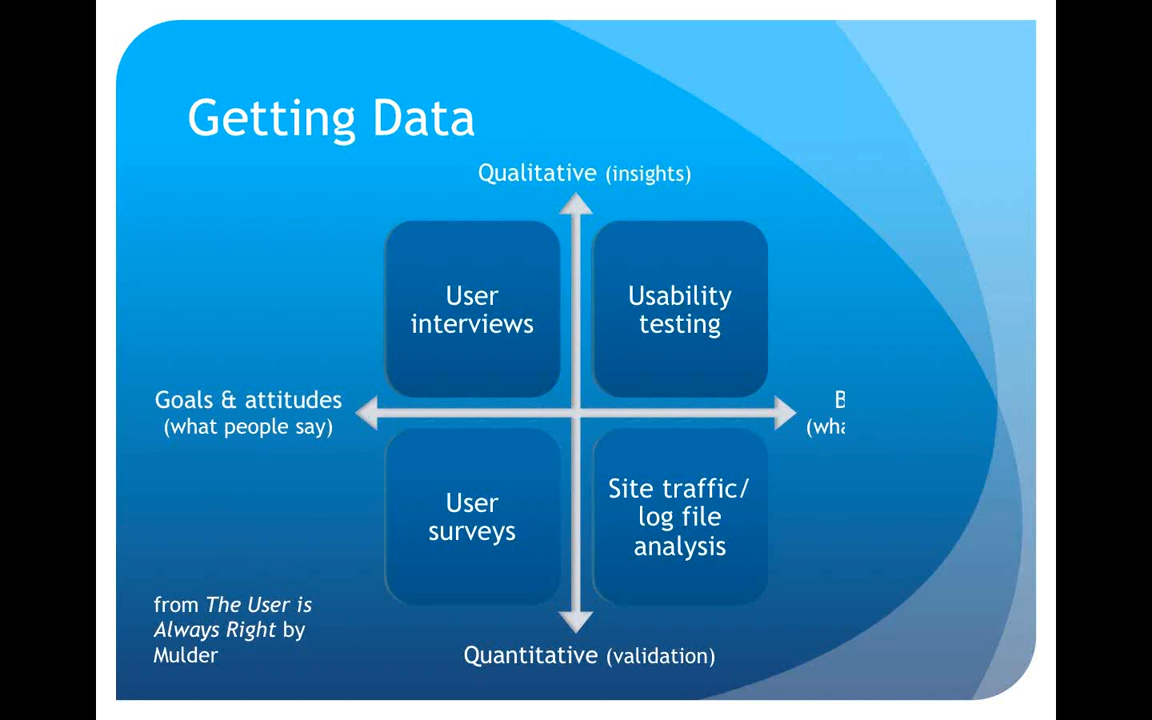 Getting Data
Qualitative (insights)
User
interviews
Usability
testing
Goals & attitudes
(what people say)
B
(wha
User
surveys
Site traffic/
log file
analysis
from The User is
Always Right by
Mulder
Quantitative (validation)